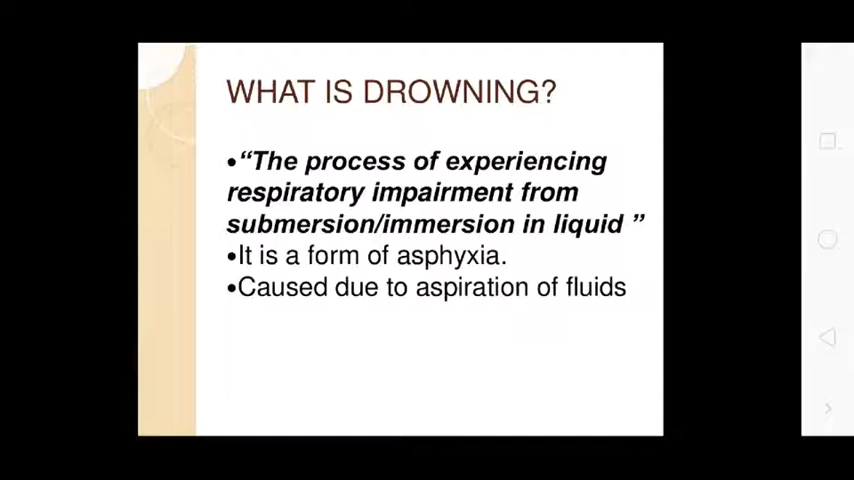 WHAT IS DROWNING?
•“The process of experiencing
respiratory impairment from
submersion/immersion in liquid ”
•It is a form of asphyxia.
•Caused due to aspiration of fluids